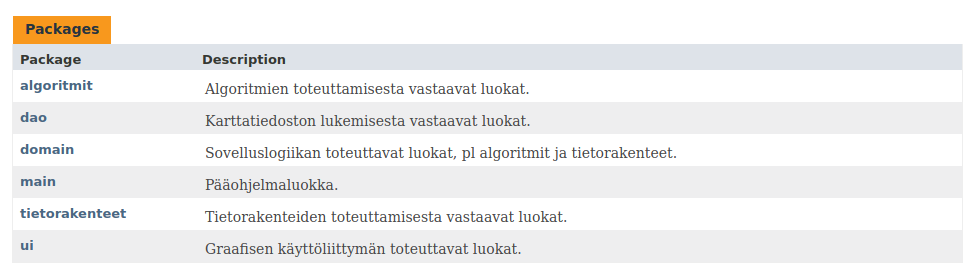 Packages
Package Description
algoritmit Algoritmien toteuttamisesta vastaavat luokat.
dao Karttatiedoston lukemisesta vastaavat luokat.
domain Sovelluslogiikan toteuttavat luokat, pl algoritmit ja tietorakenteet.
main Pääohjelmaluokka.
tietorakenteet Tietorakenteiden toteuttamisesta vastaavat luokat.
ui Graafisen käyttöliittymän toteuttavat luokat.